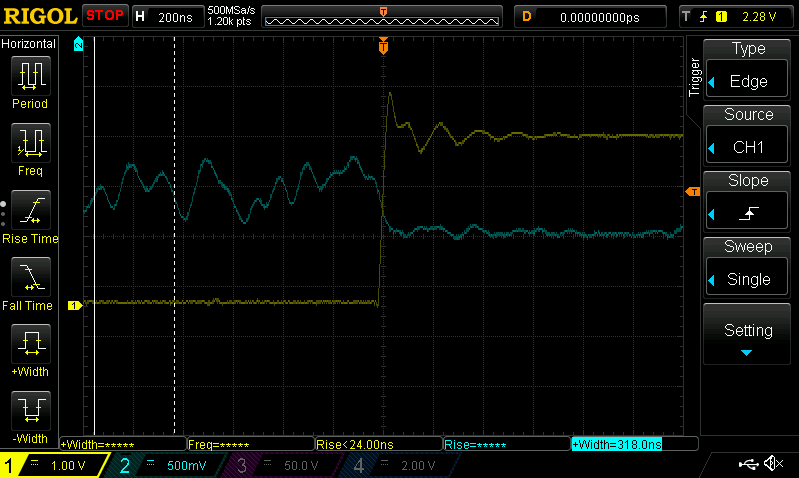 RIGOL STOP H 200ns 500MSa/s D 0.00000000ps T 1 2.28 V
1.20k pts
T
Horizontal 2 T Type
Edge
Period
Trigger
Source
CH1
Freq
Slope
T
Rise Time
Sweep
Single
Fall Time
1
Setting
+Width
-Width
+Width=***** Freq=***** Rise<24.00ns Rise=***** +Width=318.0ns
1 1.00 V 2 500mV 3 50.0 V 4 2.00 V